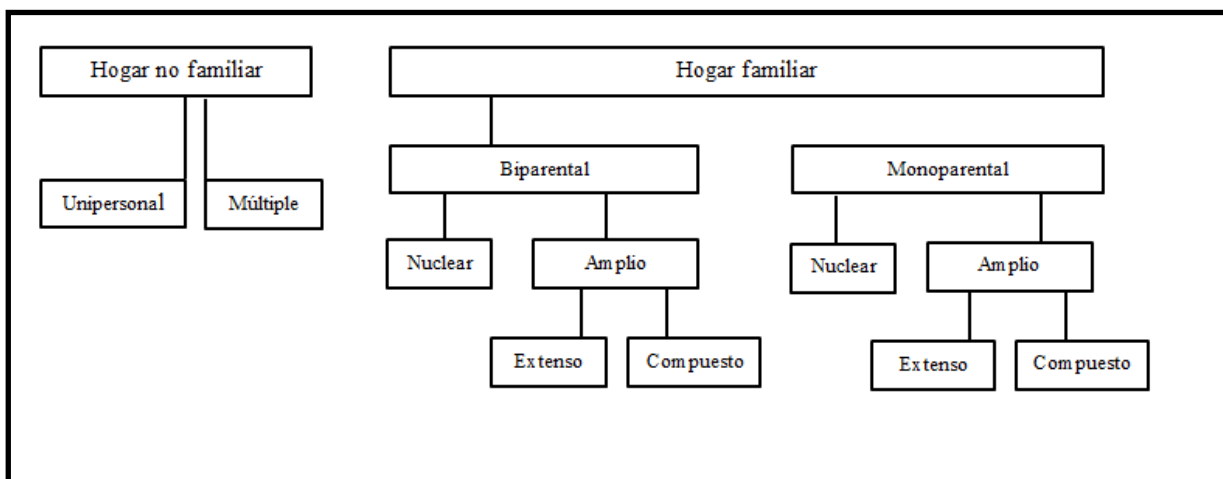 Hogar no familiar
Hogar familiar
Biparental
Monoparental
Unipersonal
Múltiple
Nuclear
Amplio
Nuclear
Amplio
Extenso
Compuesto
Extenso
Compuesto